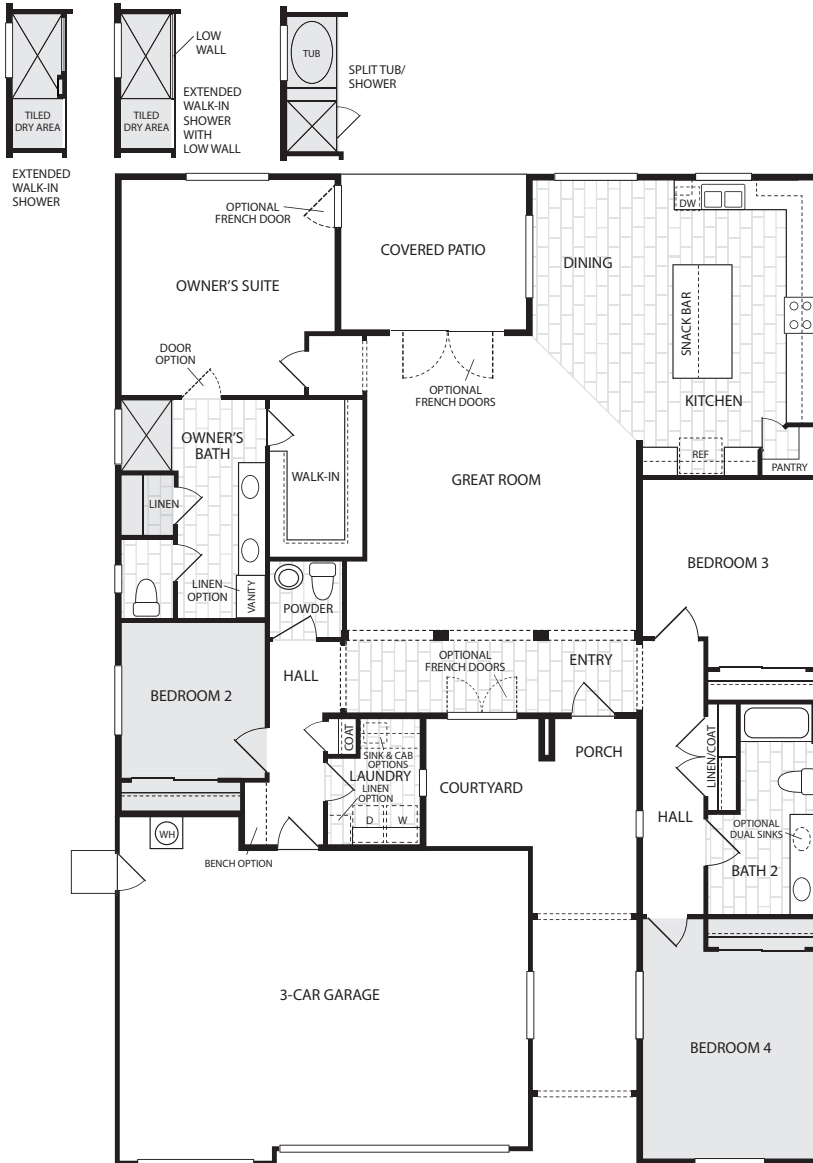 TUB
LOW
WALL
SPLIT TUB/
SHOWER
EXTENDED
WALK-IN
SHOWER
WITH
LOW WALL
TILED
DRY AREA
TILED
DRY AREA
EXTENDED
WALK-IN
SHOWER
OPTIONAL
FRENCH DOOR
DW
COVERED PATIO
DINING
OWNER'S SUITE
SNACK BAR
DOOR
OPTION
OPTIONAL
FRENCH DOORS
KITCHEN
OWNER'S
BATH
REF
PANTRY
WALK-IN
GREAT ROOM
LINEN
BEDROOM 3
LINEN
OPTION
VANITY
POWDER
OPTIONAL
FRENCH DOORS
ENTRY
HALL
BEDROOM 2
COAT
SINK & CAB
OPTIONS
LAUNDRY
LINEN
OPTION
D
W
PORCH
COURTYARD
LINEN/COAT
HALL
OPTIONAL
DUAL SINKS
BATH 2
WH
BENCH OPTION
3-CAR GARAGE
BEDROOM 4